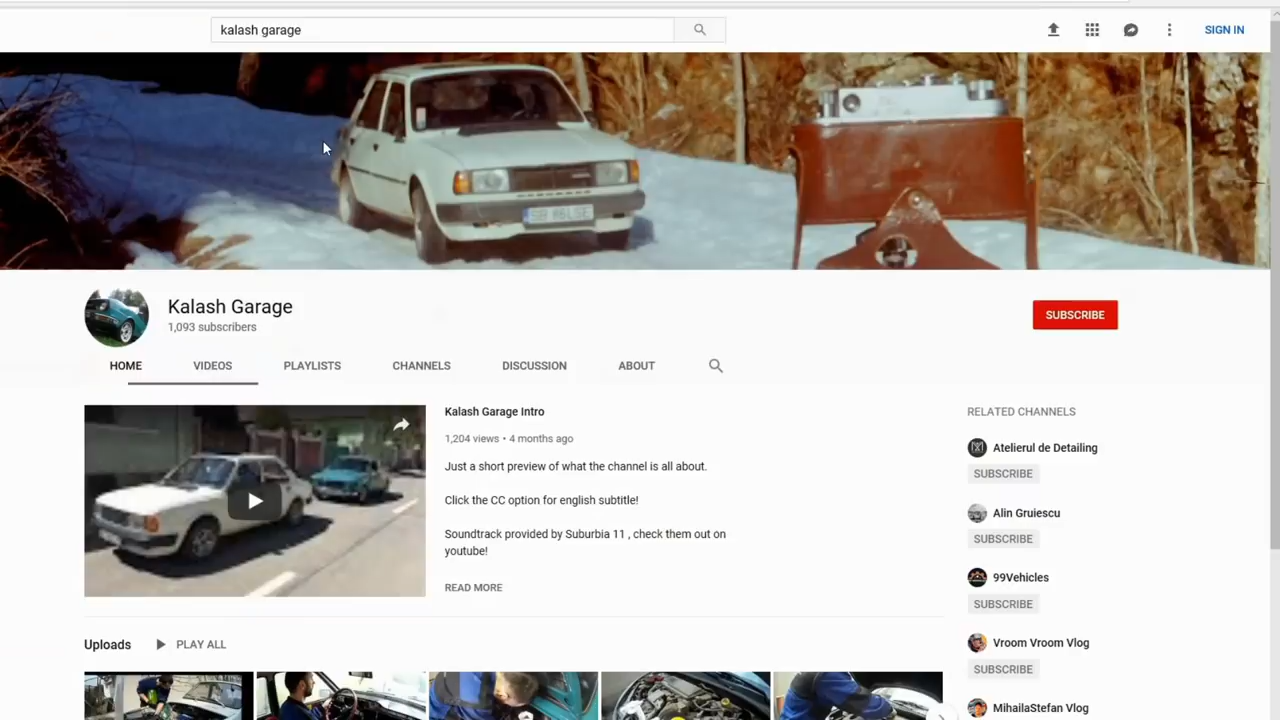 kalash garage
SIGN IN
Kalash Garage
1,093 subscribers
SUBSCRIBE
HOME VIDEOS PLAYLISTS CHANNELS DISCUSSION ABOUT
Kalash Garage Intro
1,204 views • 4 months ago
Just a short preview of what the channel is all about.
Click the CC option for english subtitle!
Soundtrack provided by Suburbia 11 , check them out on
youtube!
READ MORE
Uploads PLAY ALL
RELATED CHANNELS
Atelierul de Detailing
SUBSCRIBE
Alin Gruiescu
SUBSCRIBE
99Vehicles
SUBSCRIBE
Vroom Vroom Vlog
SUBSCRIBE
MihailaStefan Vlog